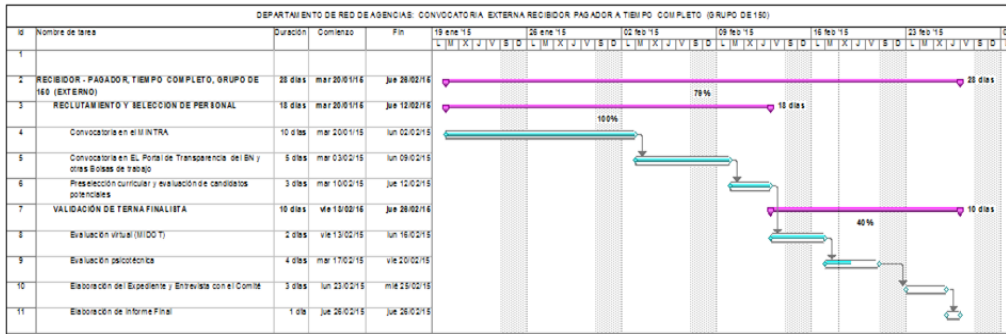 DEPARTAMENTO DE RED DE AGENCIAS: CONVOCATORIA EXTERNA RECIBIDOR PAGADOR A TIEMPO COMPLETO (GRUPO DE 150)
Id Nombre de tarea Duración Comienzo Fin 19 ene '15 26 ene '15 02 feb '15 09 feb '15 16 feb '15 23 feb '15
L M X J V S D L M X J V S D L M X J V S D L M X J V S D L M X J V S D L M X J V S D
1
2 RECIBIDOR - PAGADOR, TIEMPO COMPLETO, GRUPO DE 28 días mar 20/01/15 jue 26/02/15 28 días
150 (EXTERNO) 79%
3 RECLUTAMIENTO Y SELECCION DE PERSONAL 18 días mar 20/01/15 jue 12/02/15 18 días
100%
4 Convocatoria en el MINTRA 10 días mar 20/01/15 lun 02/02/15
5 Convocatoria en EL Portal de Transparencia del BN y 5 días mar 03/02/15 lun 09/02/15
otras Bolsas de trabajo
6 Preselección curricular y evaluación de candidatos 3 días mar 10/02/15 jue 12/02/15
potenciales
7 VALIDACIÓN DE TERNA FINALISTA 10 días vie 13/02/15 jue 26/02/15 10 días
40%
8 Evaluación virtual (MIDOT) 2 días vie 13/02/15 lun 16/02/15
9 Evaluación psicotécnica 4 días mar 17/02/15 vie 20/02/15
10 Elaboración del Expediente y Entrevista con el Comité 3 días lun 23/02/15 mié 25/02/15
11 Elaboración de Informe Final 1 día jue 26/02/15 jue 26/02/15